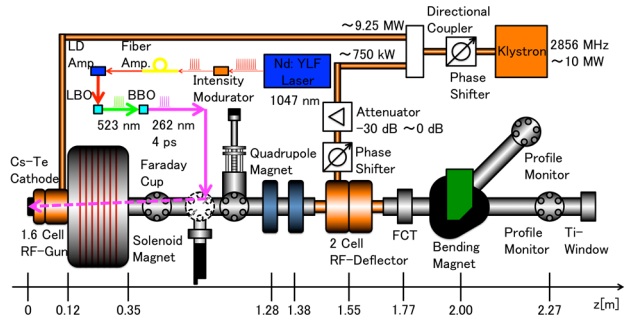 Directional
Coupler
~9.25 MW
~750 kW
Klystron
2856 MHz
~10 MW
Phase
Shifter
LD
Amp.
Fiber
Amp.
Nd: YLF
Laser
Intensity
Modurator
1047 nm
LBO
BBO
523 nm
262 nm
4 ps
Attenuator
-30 dB ~0 dB
Phase
Shifter
Cs-Te
Cathode
Faraday
Cup
Quadrupole
Magnet
Profile
Monitor
1.6 Cell
RF-Gun
Solenoid
Magnet
2 Cell
RF-Deflector
FCT
Bending
Magnet
Profile
Monitor
Ti-
Window
0
0.12
0.35
1.28
1.38
1.55
1.77
2.00
2.27
z[m]